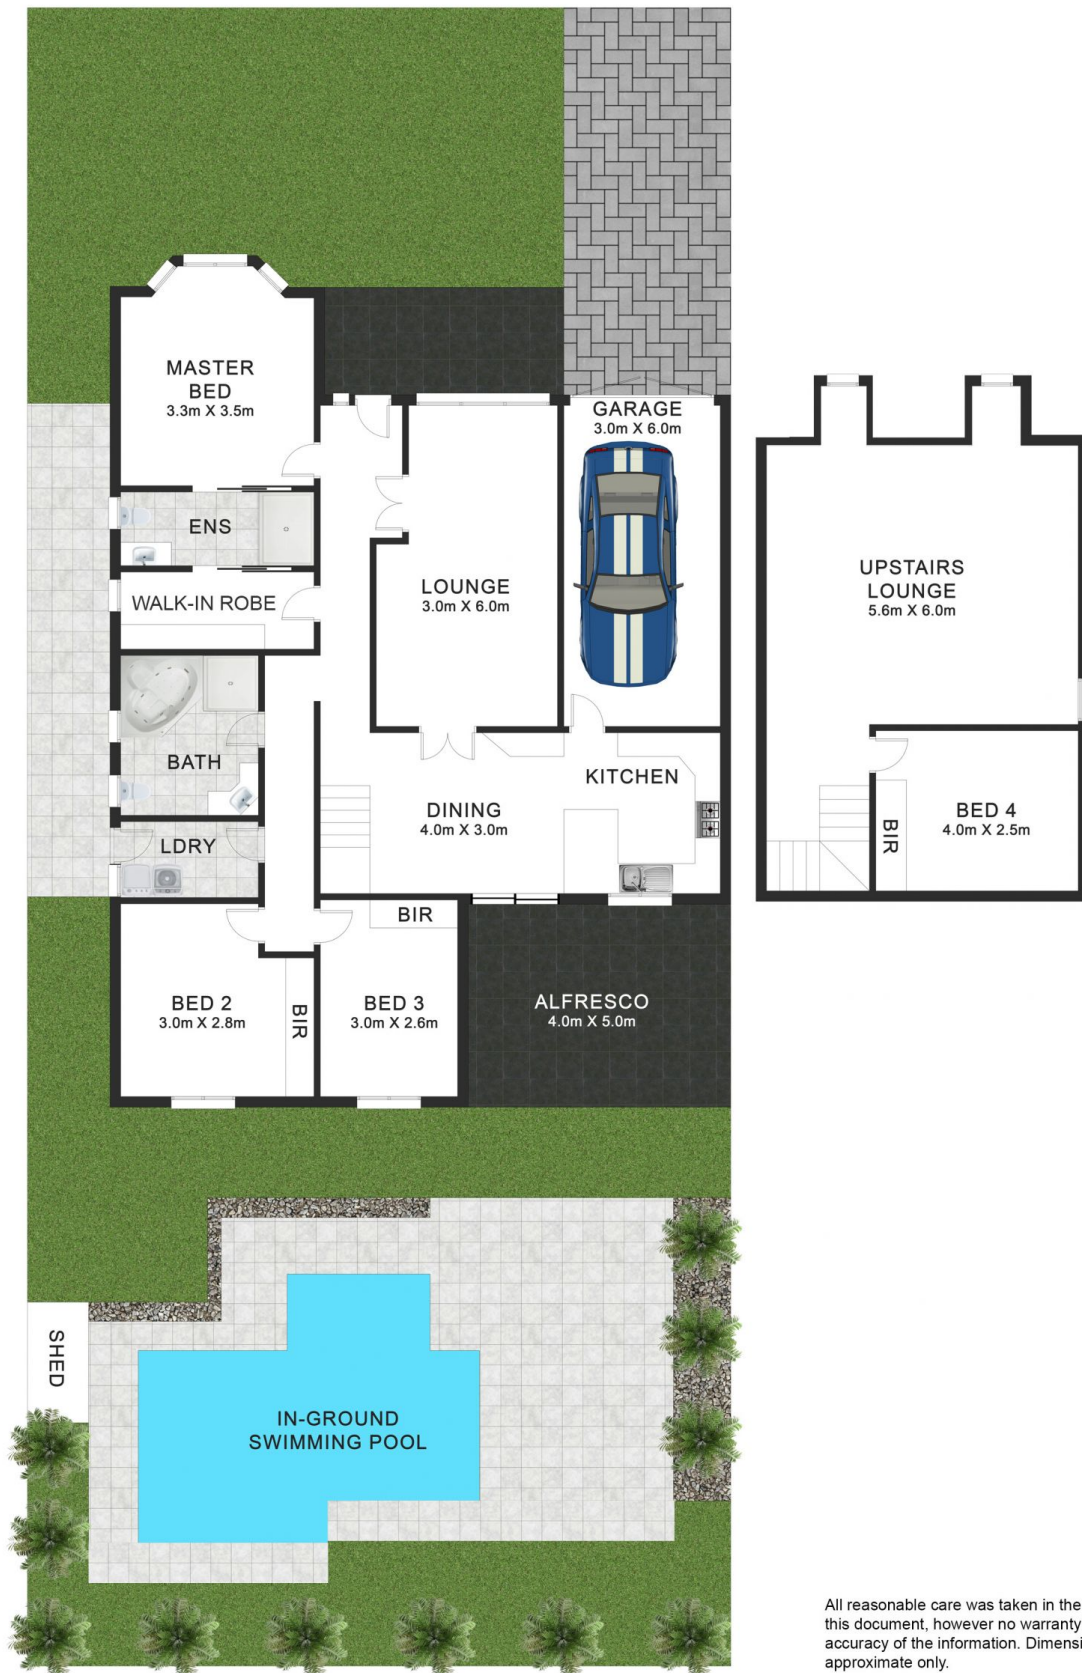 MASTER
BED
3.3m X 3.5m
GARAGE
3.0m X 6.0m
ENS
LOUNGE
3.0m X 6.0m
WALK-IN ROBE
BATH
KITCHEN
DINING
4.0m X 3.0m
LDRY
BIR
BED 2
3.0m X 2.8m
BIR
BED 3
3.0m X 2.6m
ALFRESCO
4.0m X 5.0m
SHED
IN-GROUND
SWIMMING POOL
UPSTAIRS
LOUNGE
5.6m X 6.0m
BIR
BED 4
4.0m X 2.5m
All reasonable care was taken in the
this document, however no warranty
accuracy of the information. Dimensi
approximate only.